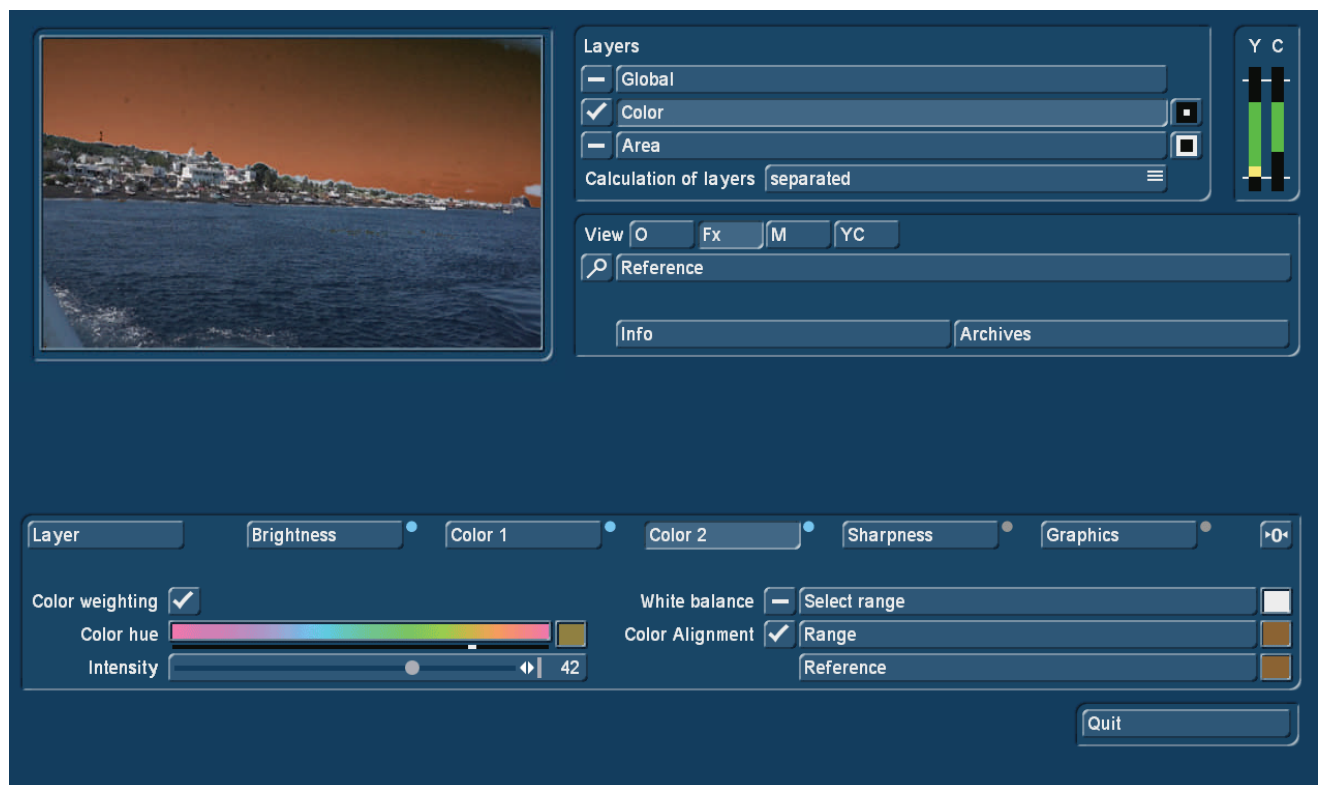 Layers
Y C
Global
Color
Area
Calculation of layers separated
View O Fx M YC
Reference
Info Archives
Layer Brightness Color 1 Color 2 Sharpness Graphics 0
Color weighting White balance Select range
Color hue Color Alignment Range
Intensity 42 Reference
Quit